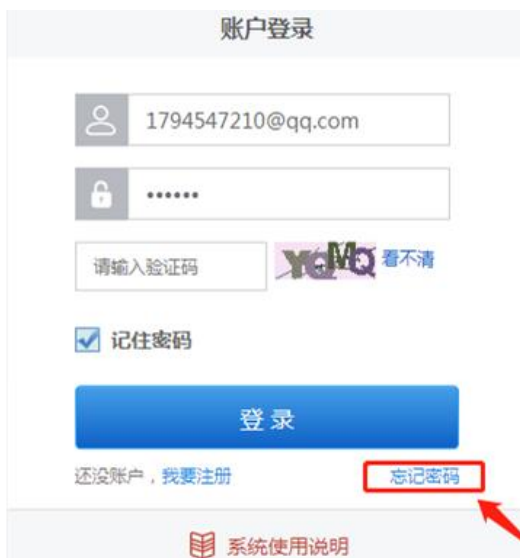 账户登录
1794547210@qq.com
••••••
请输入验证码 YQMQ 看不清
记住密码
登 录
还没账户，我要注册 忘记密码
系统使用说明